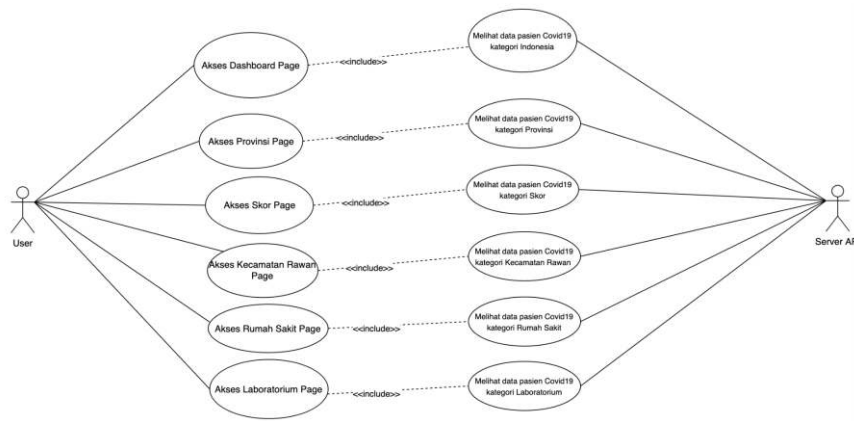 Akses Dashboard Page
<<include>>
Melihat data pasien Covid19
kategori Indonesia
Akses Provinsi Page
<<include>>
Melihat data pasien Covid19
kategori Provinsi
Akses Skor Page
<<include>>
Melihat data pasien Covid19
kategori Skor
User
Server AP
Akses Kecamatan Rawan
Page
<<include>>
Melihat data pasien Covid19
kategori Kecamatan Rawan
Akses Rumah Sakit Page
<<include>>
Melihat data pasien Covid19
kategori Rumah Sakit
Akses Laboratorium Page
<<include>>
Melihat data pasien Covid19
kategori Laboratorium